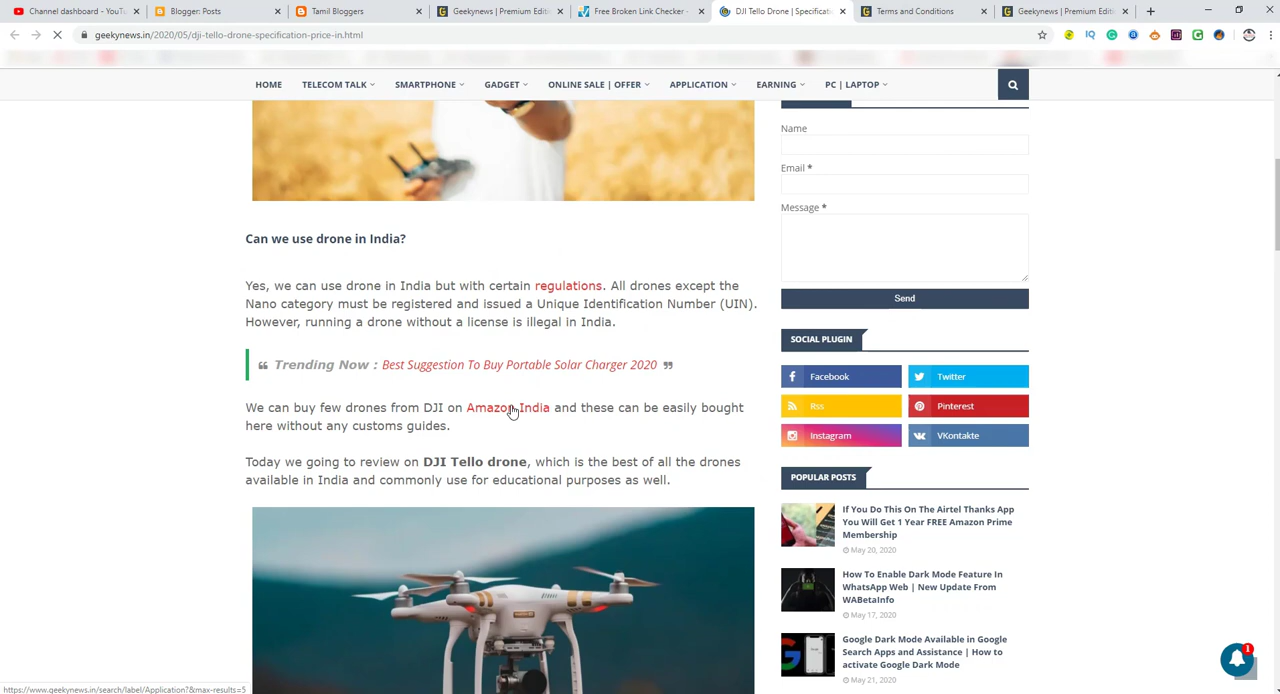 Channel dashboard - YouTu
Blogger: Posts
Tamil Bloggers
Geekynews | Premium Editi
Free Broken Link Checker -
DJI Tello Drone | Specificati
Terms and Conditions
Geekynews | Premium Editi
geekynews.in/2020/05/dji-tello-drone-specification-price-in.html
HOME TELECOM TALK SMARTPHONE GADGET ONLINE SALE | OFFER APPLICATION EARNING PC | LAPTOP
Can we use drone in India?
Yes, we can use drone in India but with certain regulations. All drones except the
Nano category must be registered and issued a Unique Identification Number (UIN).
However, running a drone without a license is illegal in India.
❝ Trending Now : Best Suggestion To Buy Portable Solar Charger 2020 ❞
We can buy few drones from DJI on Amazon India and these can be easily bought
here without any customs guides.
Today we going to review on DJI Tello drone, which is the best of all the drones
available in India and commonly use for educational purposes as well.
Name
Email *
Message *
Send
SOCIAL PLUGIN
Facebook
Twitter
Rss
Pinterest
Instagram
VKontakte
POPULAR POSTS
If You Do This On The Airtel Thanks App
You Will Get 1 Year FREE Amazon Prime
Membership
May 20, 2020
How To Enable Dark Mode Feature In
WhatsApp Web | New Update From
WABetaInfo
May 17, 2020
Google Dark Mode Available in Google
Search Apps and Assistance | How to
activate Google Dark Mode
May 21, 2020
1
https://www.geekynews.in/search/label/Application?&max-results=5